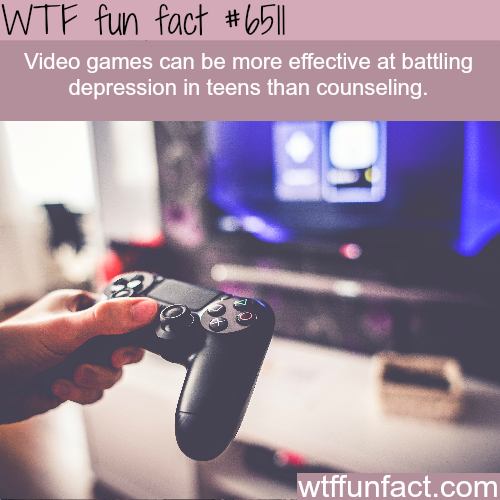 WTF fun fact #6511
Video games can be more effective at battling
depression in teens than counseling.
wtffunfact.com